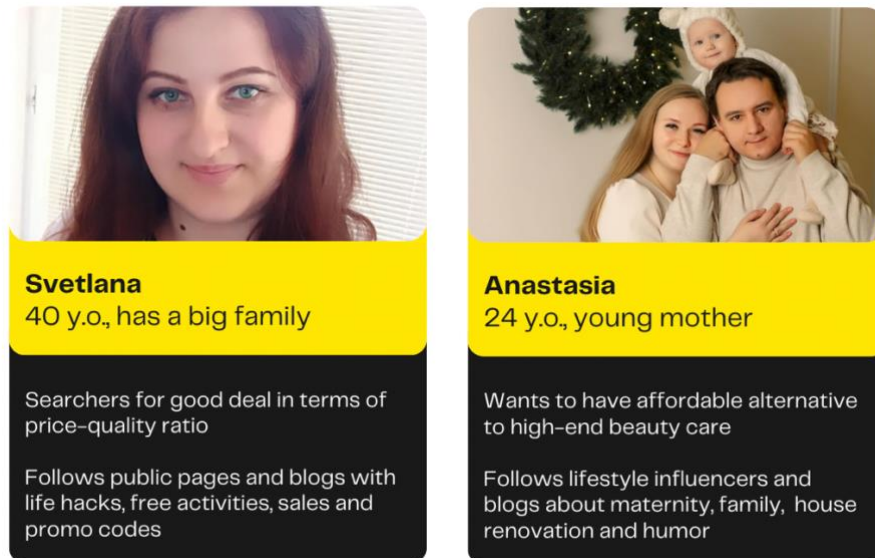 Svetlana
40 y.o., has a big family
Searchers for good deal in terms of
price-quality ratio
Follows public pages and blogs with
life hacks, free activities, sales and
promo codes
Anastasia
24 y.o., young mother
Wants to have affordable alternative
to high-end beauty care
Follows lifestyle influencers and
blogs about maternity, family, house
renovation and humor